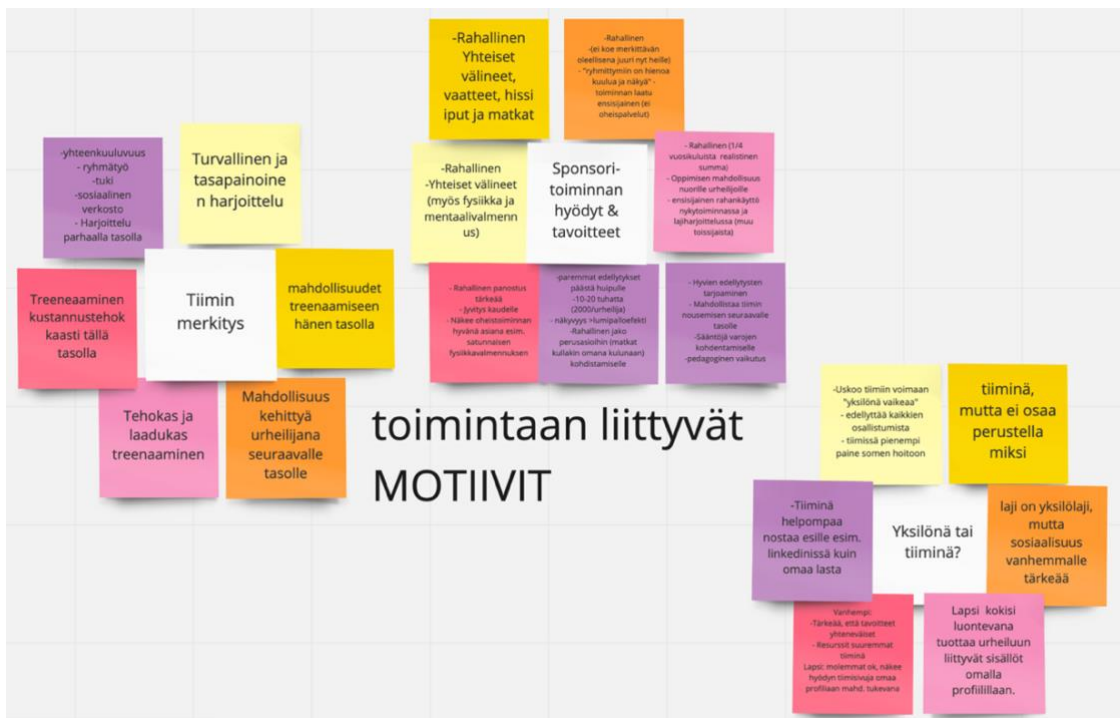 -yhteenkuuluvuus
- ryhmätyö
-tuki
-sosiaalinen
verkosto
- Harjoittelu
parhaalla tasolla
Turvallinen ja
tasapainoine
n harjoittelu
Treeneaaminen
kustannustehok
kaasti tällä
tasolla
Tiimin
merkitys
mahdollisuudet
treenaamiseen
hänen tasolla
Tehokas ja
laadukas
treenaaminen
Mahdollisuus
kehittyä
urheilijana
seuraavalle
tasolle
-Rahallinen
Yhteiset
välineet,
vaatteet, hissi
iput ja matkat
-Rahallinen
-(ei koe merkittävän
oleellisena juuri nyt heille)
- "ryhmittymiin on hienoa
kuulua ja näkyä" -
toiminnan laatu
ensisijainen (ei
oheispalvelut)
-Rahallinen
-Yhteiset välineet
(myös fysiikka ja
mentaalivalmenn
us)
Sponsori-
toiminnan
hyödyt &
tavoitteet
- Rahallinen (1/4
vuosikuluista realistinen
summa)
- Oppimisen mahdollisuus
nuorille urheilijoille
- ensisijainen rahankäyttö
nykytoiminnassa ja
lajiharjoittelussa (muu
toissijaista)
- Rahallinen panostus
tärkeää
- Jyvitys kaudelle
- Näkee oheistoiminnan
hyvänä asiana esim.
satunnaisen
fysiikkavalmennuksen
-paremmat edellytykset
päästä huipulle
-10-20 tuhatta
(2000/urheilija)
- näkyvyys >lumipalloefekti
-Rahallinen jako
perusasioihin (matkat
kullakin omana kulunaan)
kohdistamiselle
- Hyvien edellytysten
tarjoaminen
- Mahdollistaa tiimin
nousemisen seuraavalle
tasolle
-Sääntöjä varojen
kohdentamiselle
-pedagoginen vaikutus
toimintaan liittyvät
MOTIIVIT
-Uskoo tiimiin voimaan
"yksilönä vaikeaa"
- edellyttää kaikkien
osallistumista
- tiimissä pienempi
paine somen hoitoon
tiiminä,
mutta ei osaa
perustella
miksi
-Tiiminä
helpompaa
nostaa esille esim.
linkedinissä kuin
omaa lasta
Yksilönä tai
tiiminä?
laji on yksilölaji,
mutta
sosiaalisuus
vanhemmalle
tärkeää
Vanhempi:
-Tärkeää, että tavoitteet
yhteneväiset
- Resurssit suuremmat
tiiminä
Lapsi: molemmat ok, näkee
hyödyn tiimisivuja omaa
profiiliaan mahd. tukevana
Lapsi kokisi
luontevana
tuottaa urheiluun
liittyvät sisällöt
omalla
profiilillaan.